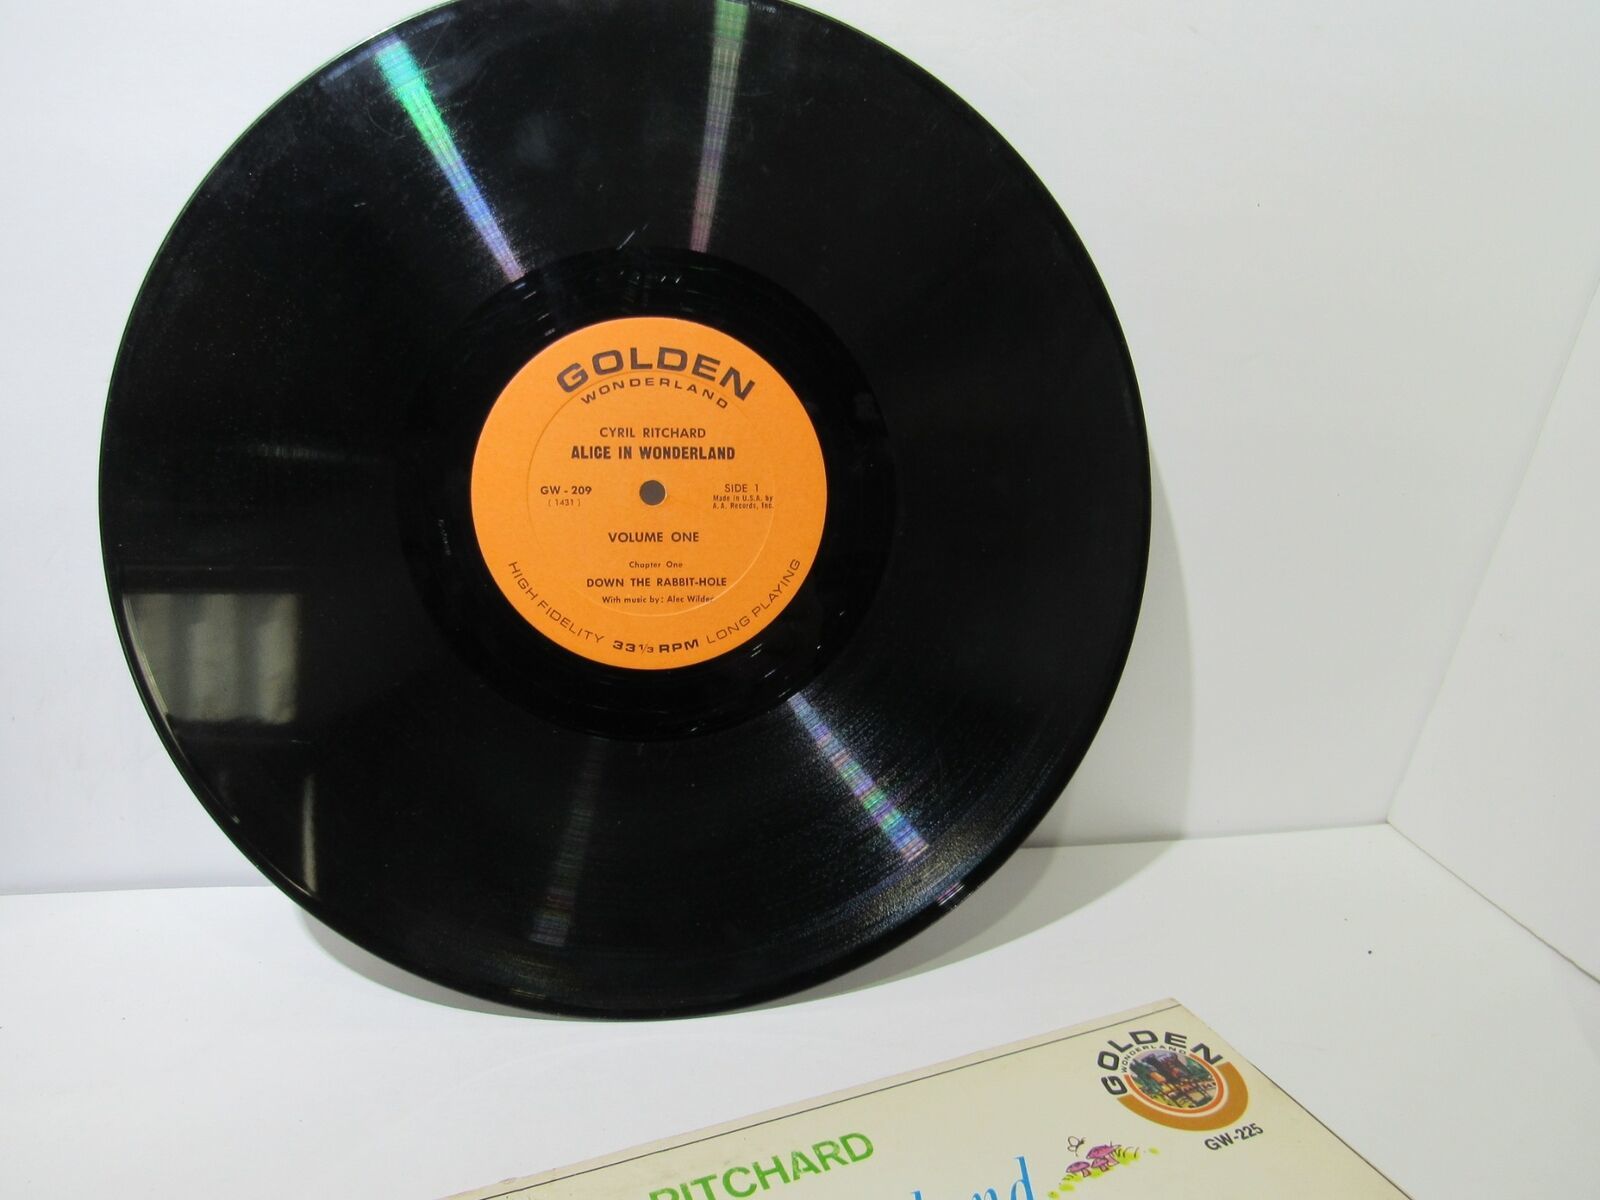 GOLDEN
WONDERLAND
CYRIL RITCHARD
ALICE IN WONDERLAND
GW - 209
( 1431 )
SIDE 1
Made in U.S.A. by
A. A. Records, Inc.
VOLUME ONE
Chapter One
DOWN THE RABBIT-HOLE
With music by: Alec Wilder
HIGH FIDELITY 33 1/3 RPM LONG PLAYING
GOLDEN
WONDERLAND
GW-225
RITCHARD